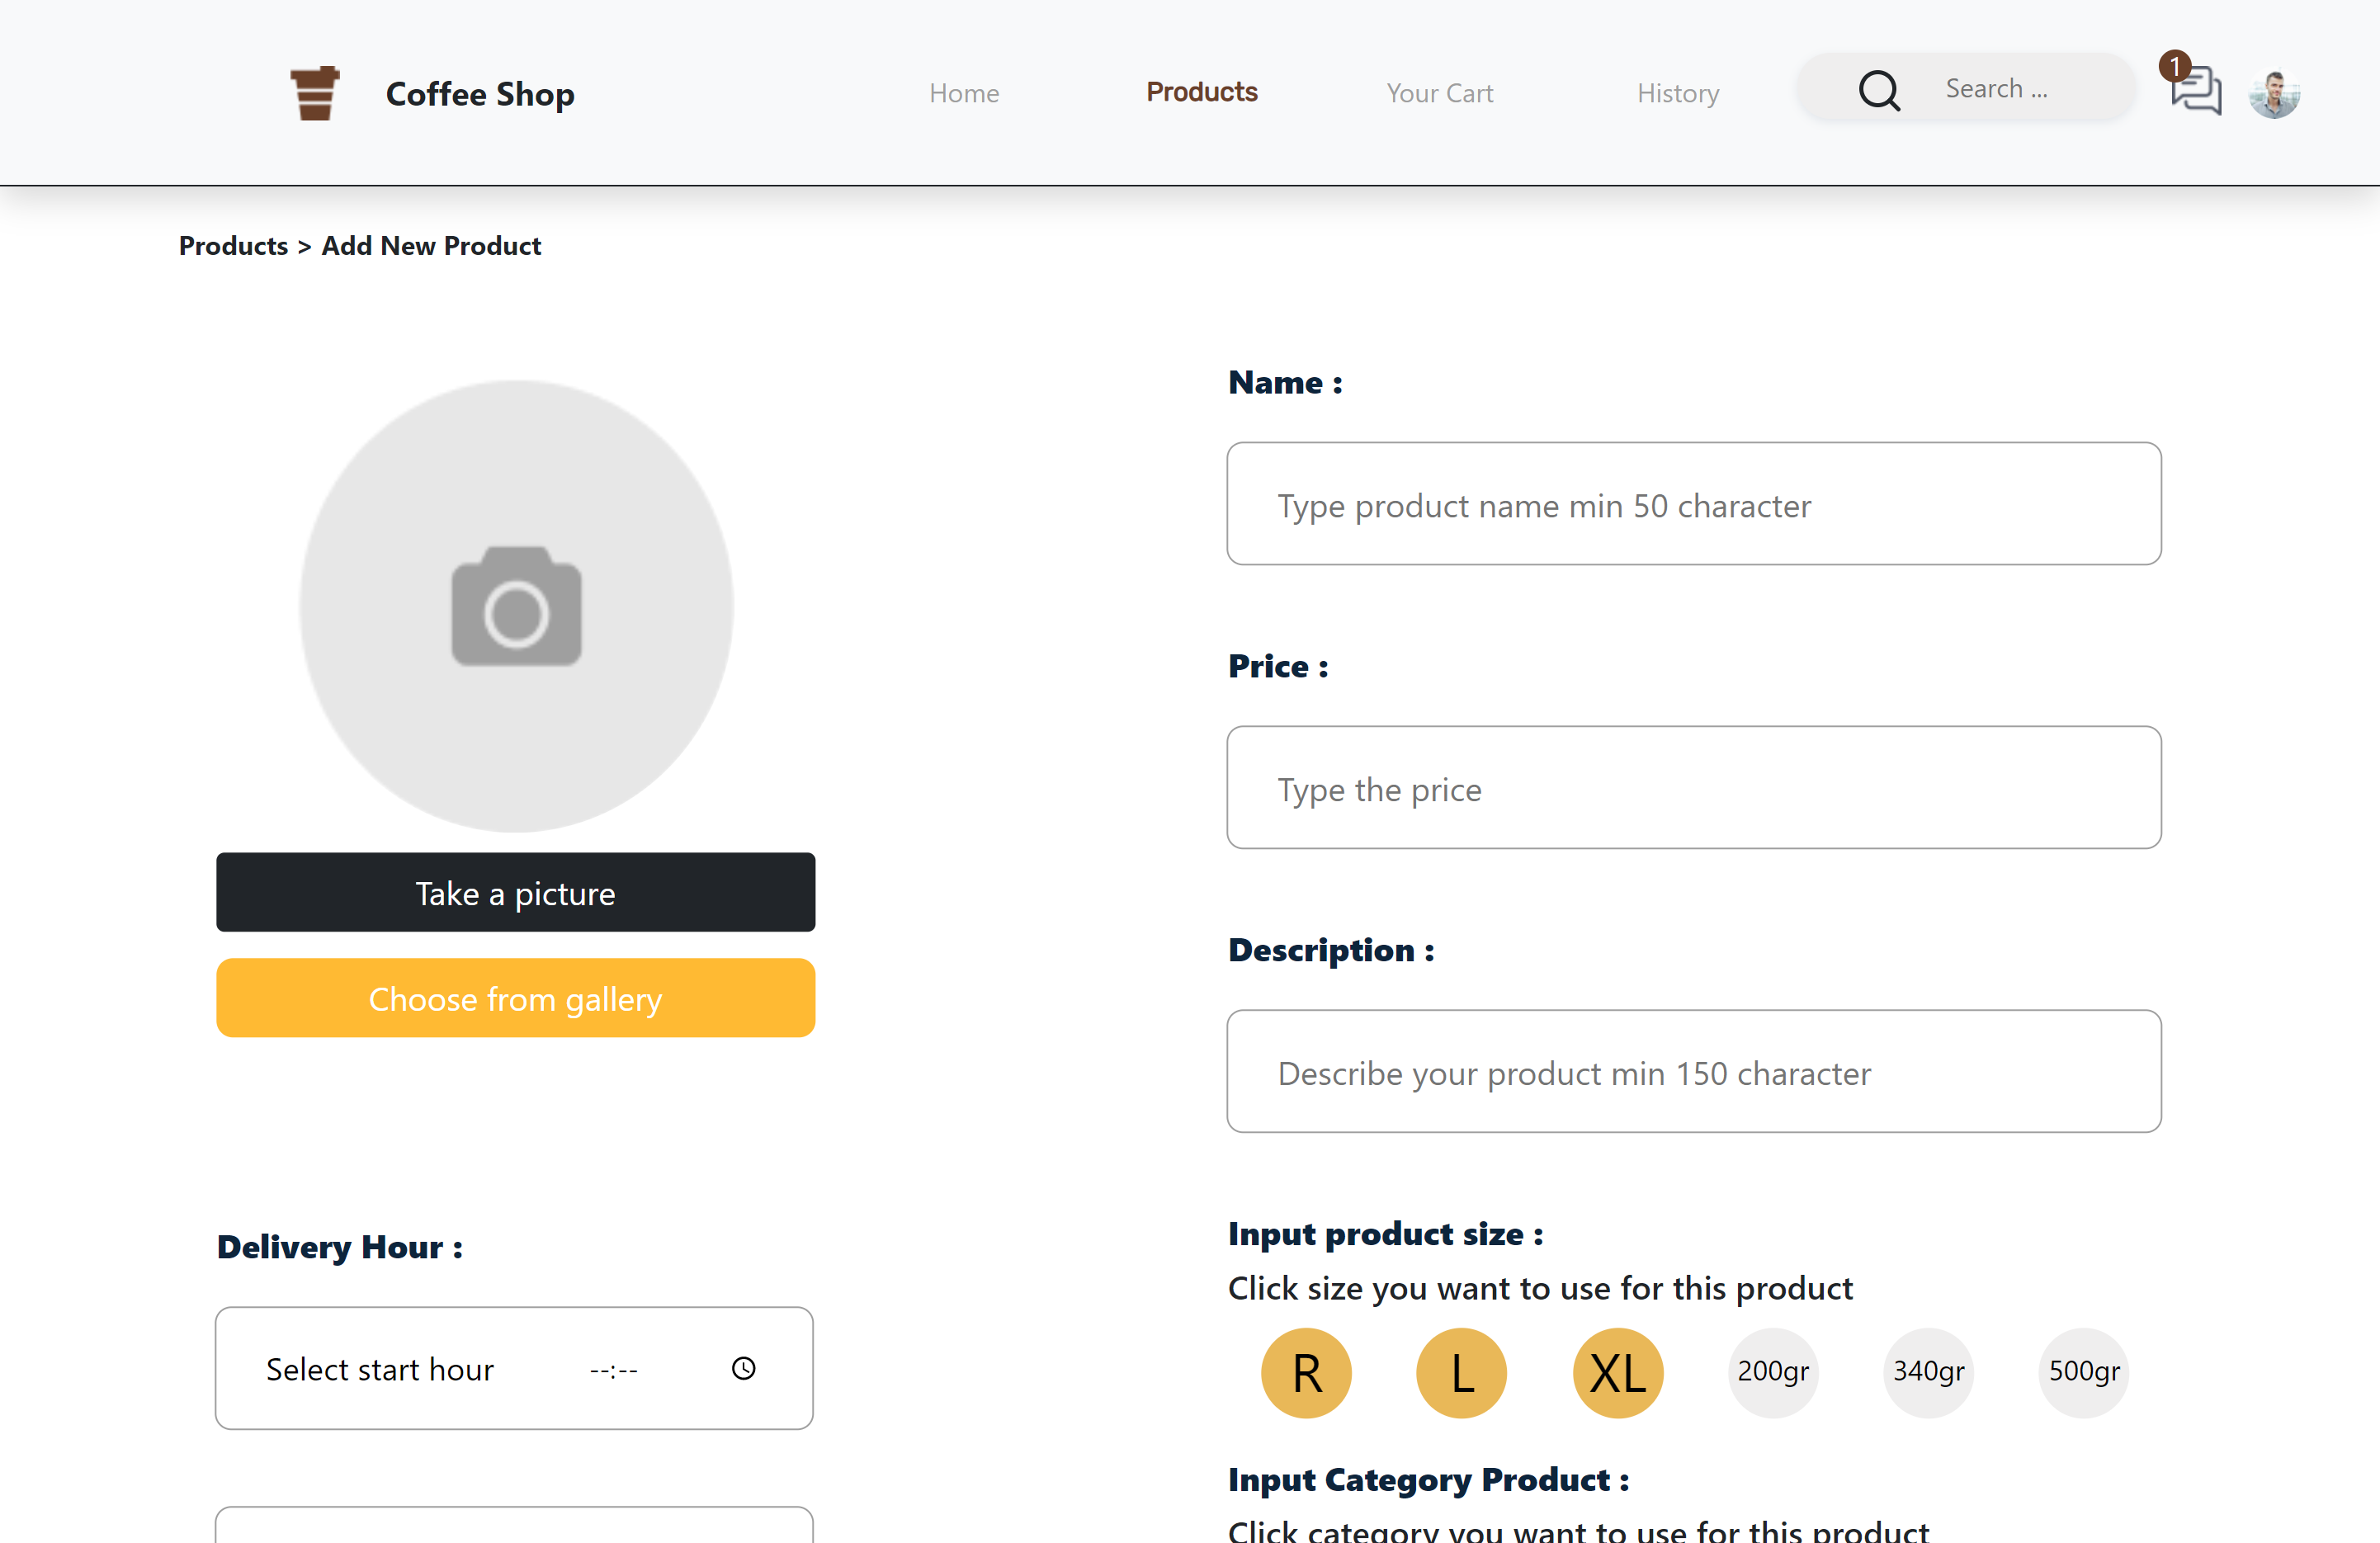 Coffee Shop
Home
Products
Your Cart
History
Search ...
1
Products > Add New Product
Take a picture
Choose from gallery
Delivery Hour :
Select start hour --:--
Name :
Type product name min 50 character
Price :
Type the price
Description :
Describe your product min 150 character
Input product size :
Click size you want to use for this product
R L XL 200gr 340gr 500gr
Input Category Product :
Click category you want to use for this product